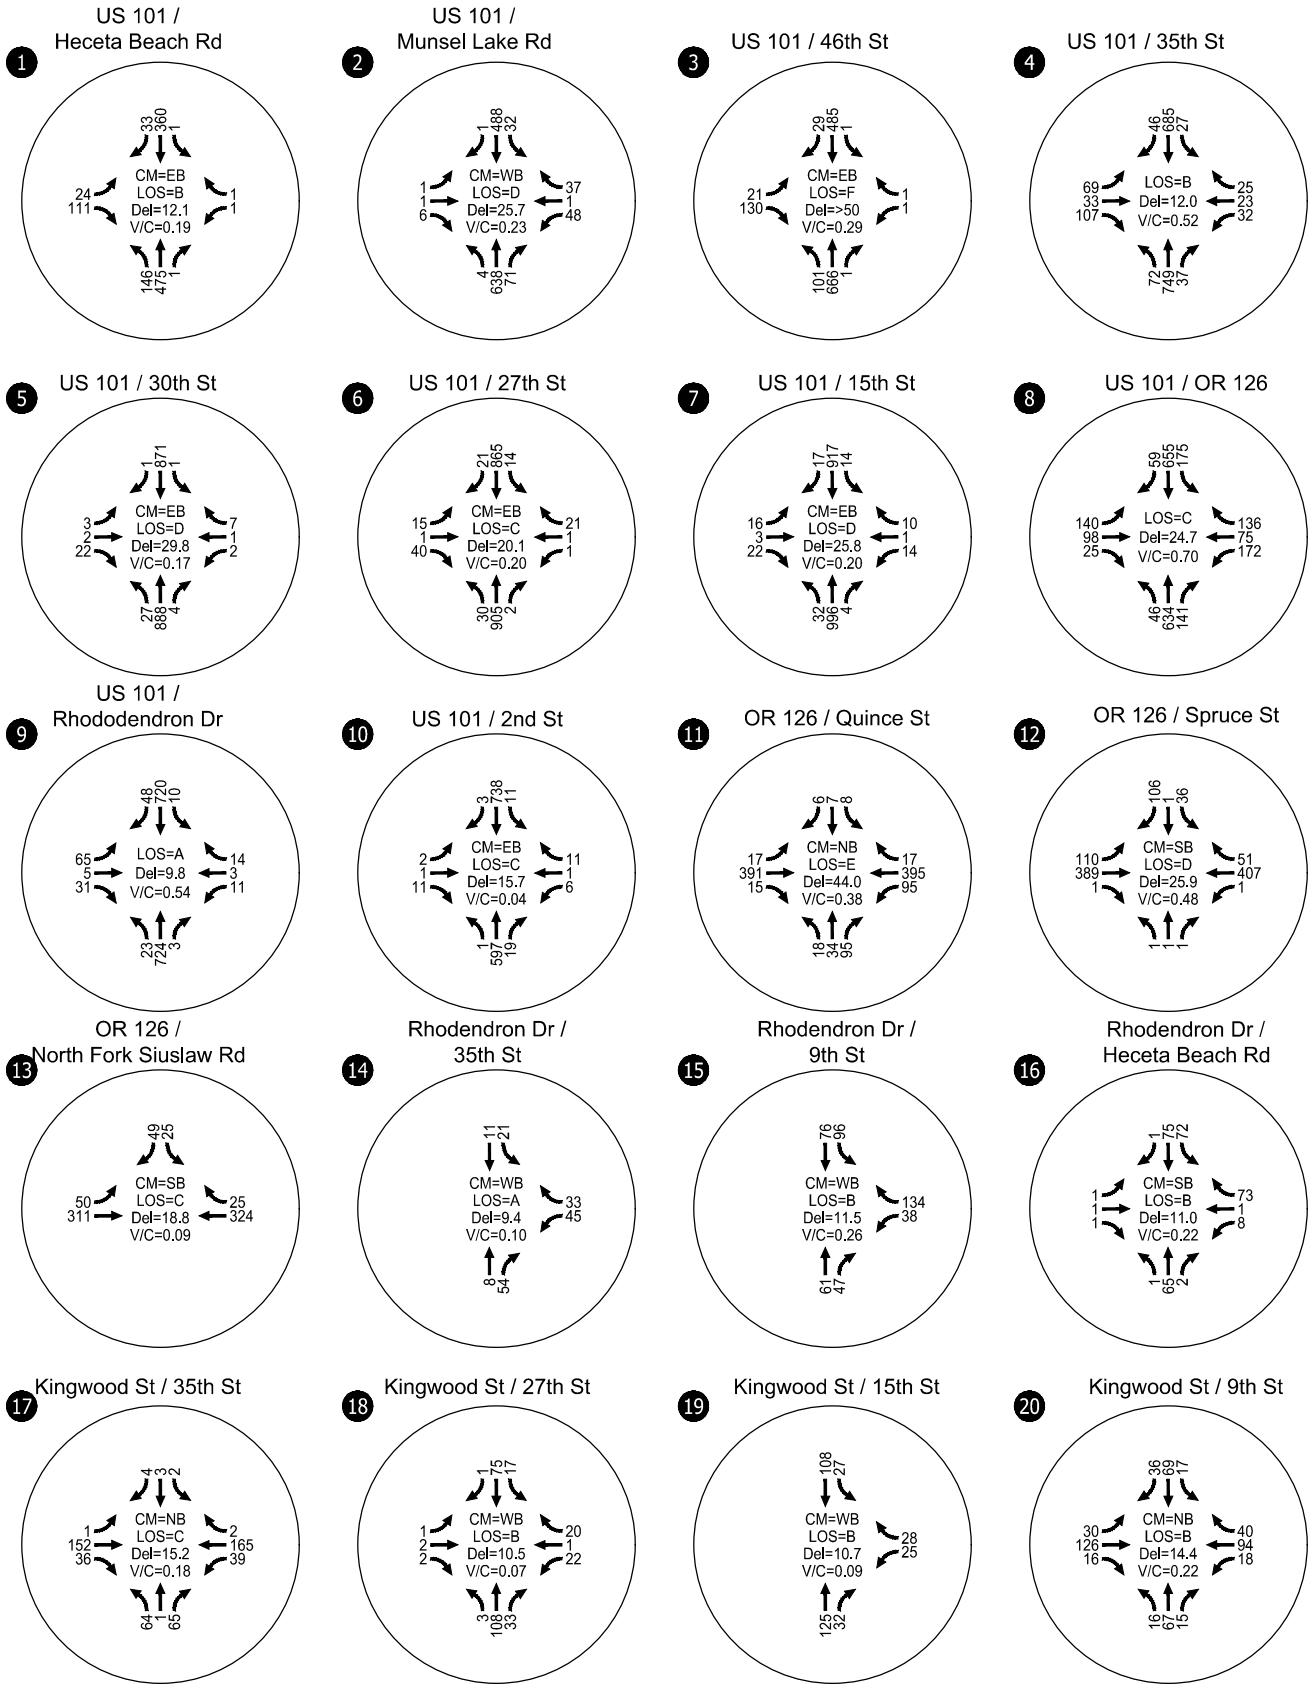 US 101 /
Heceta Beach Rd
1
33 360 1
CM=EB
LOS=B
Del=12.1
V/C=0.19
24
111
1
1
146 475 1
US 101 /
Munsel Lake Rd
2
1 488 32
CM=WB
LOS=D
Del=25.7
V/C=0.23
1
1
6
37
1
48
4 638 71
US 101 / 46th St
3
29 485 1
CM=EB
LOS=F
Del=>50
V/C=0.29
21
130
1
1
101 666 1
US 101 / 35th St
4
46 685 27
LOS=B
Del=12.0
V/C=0.52
69
33
107
25
23
32
72 749 37
US 101 / 30th St
5
1 871 1
CM=EB
LOS=D
Del=29.8
V/C=0.17
3
2
22
7
1
2
27 888 4
US 101 / 27th St
6
21 865 14
CM=EB
LOS=C
Del=20.1
V/C=0.20
15
1
40
21
1
1
30 905 2
US 101 / 15th St
7
17 917 14
CM=EB
LOS=D
Del=25.8
V/C=0.20
16
3
22
10
1
14
32 996 4
US 101 / OR 126
8
59 655 175
LOS=C
Del=24.7
V/C=0.70
140
98
25
136
75
172
46 634 141
US 101 /
Rhododendron Dr
9
48 720 10
LOS=A
Del=9.8
V/C=0.54
65
5
31
14
3
11
23 724 3
US 101 / 2nd St
10
3 738 11
CM=EB
LOS=C
Del=15.7
V/C=0.04
2
1
11
11
1
6
1 597 19
OR 126 / Quince St
11
6 7 8
CM=NB
LOS=E
Del=44.0
V/C=0.38
17
391
15
17
395
95
18 34 95
OR 126 / Spruce St
12
106 1 36
CM=SB
LOS=D
Del=25.9
V/C=0.48
110
389
1
51
407
1
1 1 1
OR 126 /
North Fork Siuslaw Rd
13
49 25
CM=SB
LOS=C
Del=18.8
V/C=0.09
50
311
25
324
Rhodendron Dr /
35th St
14
11 21
CM=WB
LOS=A
Del=9.4
V/C=0.10
33
45
8 54
Rhodendron Dr /
9th St
15
76 96
CM=WB
LOS=B
Del=11.5
V/C=0.26
134
38
61 47
Rhodendron Dr /
Heceta Beach Rd
16
1 75 72
CM=SB
LOS=B
Del=11.0
V/C=0.22
1
1
1
73
1
8
1 65 2
Kingwood St / 35th St
17
4 3 2
CM=NB
LOS=C
Del=15.2
V/C=0.18
1
152
36
2
165
39
64 1 65
Kingwood St / 27th St
18
1 75 17
CM=WB
LOS=B
Del=10.5
V/C=0.07
1
2
2
20
1
22
3 108 33
Kingwood St / 15th St
19
108 27
CM=WB
LOS=B
Del=10.7
V/C=0.09
28
25
125 32
Kingwood St / 9th St
20
36 69 17
CM=NB
LOS=B
Del=14.4
V/C=0.22
30
126
16
40
94
18
16 67 15